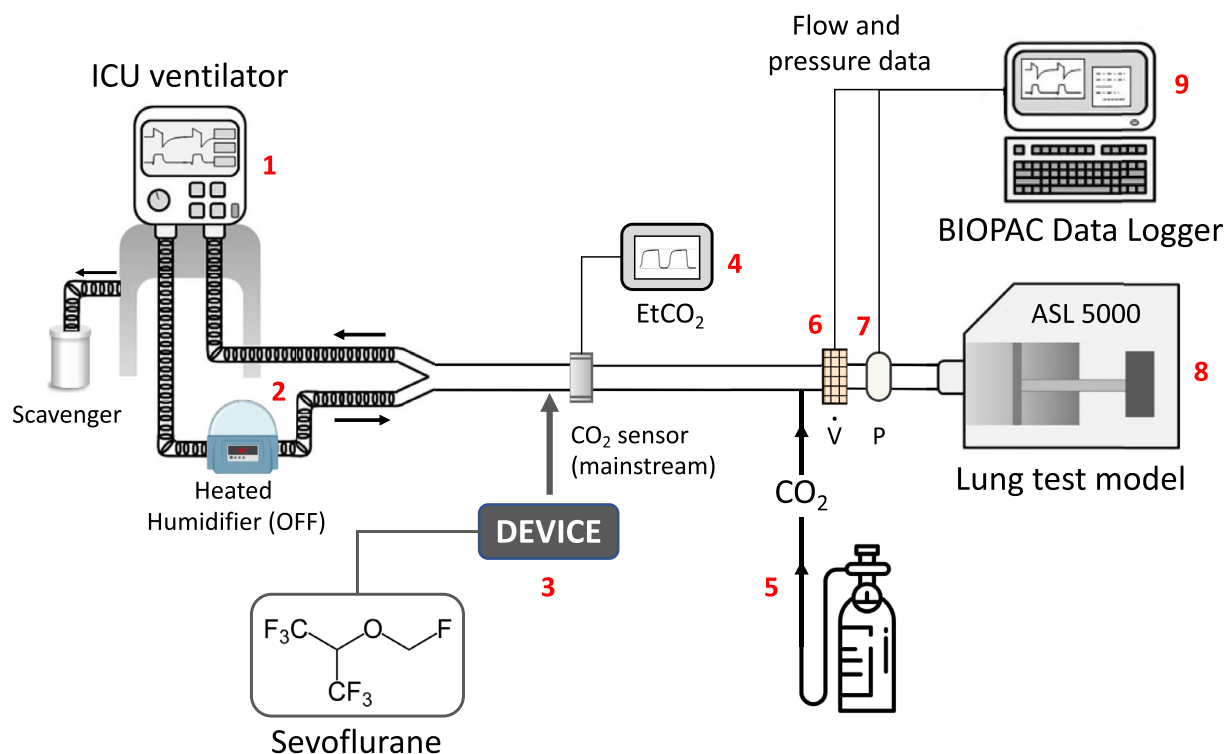 Flow and
pressure data
ICU ventilator
9
1
BIOPAC Data Logger
4
EtCO₂
6
7
ASL 5000
8
2
Scavenger
CO₂ sensor
(mainstream)
V̇
P
Lung test model
Heated
Humidifier (OFF)
CO₂
DEVICE
3
5
F₃C
O
F
CF₃
Sevoflurane